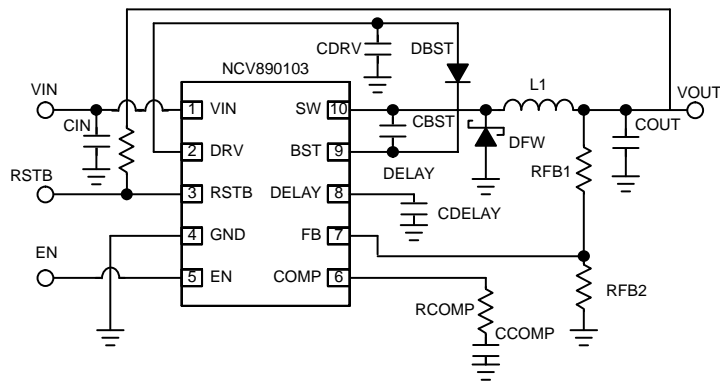 CDRV
DBST
NCV890103
L1
VIN
VOUT
1
VIN
SW
10
CIN
CBST
COUT
DFW
2
DRV
BST
9
DELAY
RFB1
RSTB
3
RSTB
DELAY
8
CDELAY
4
GND
FB
7
EN
5
EN
COMP
6
RFB2
RCOMP
CCOMP